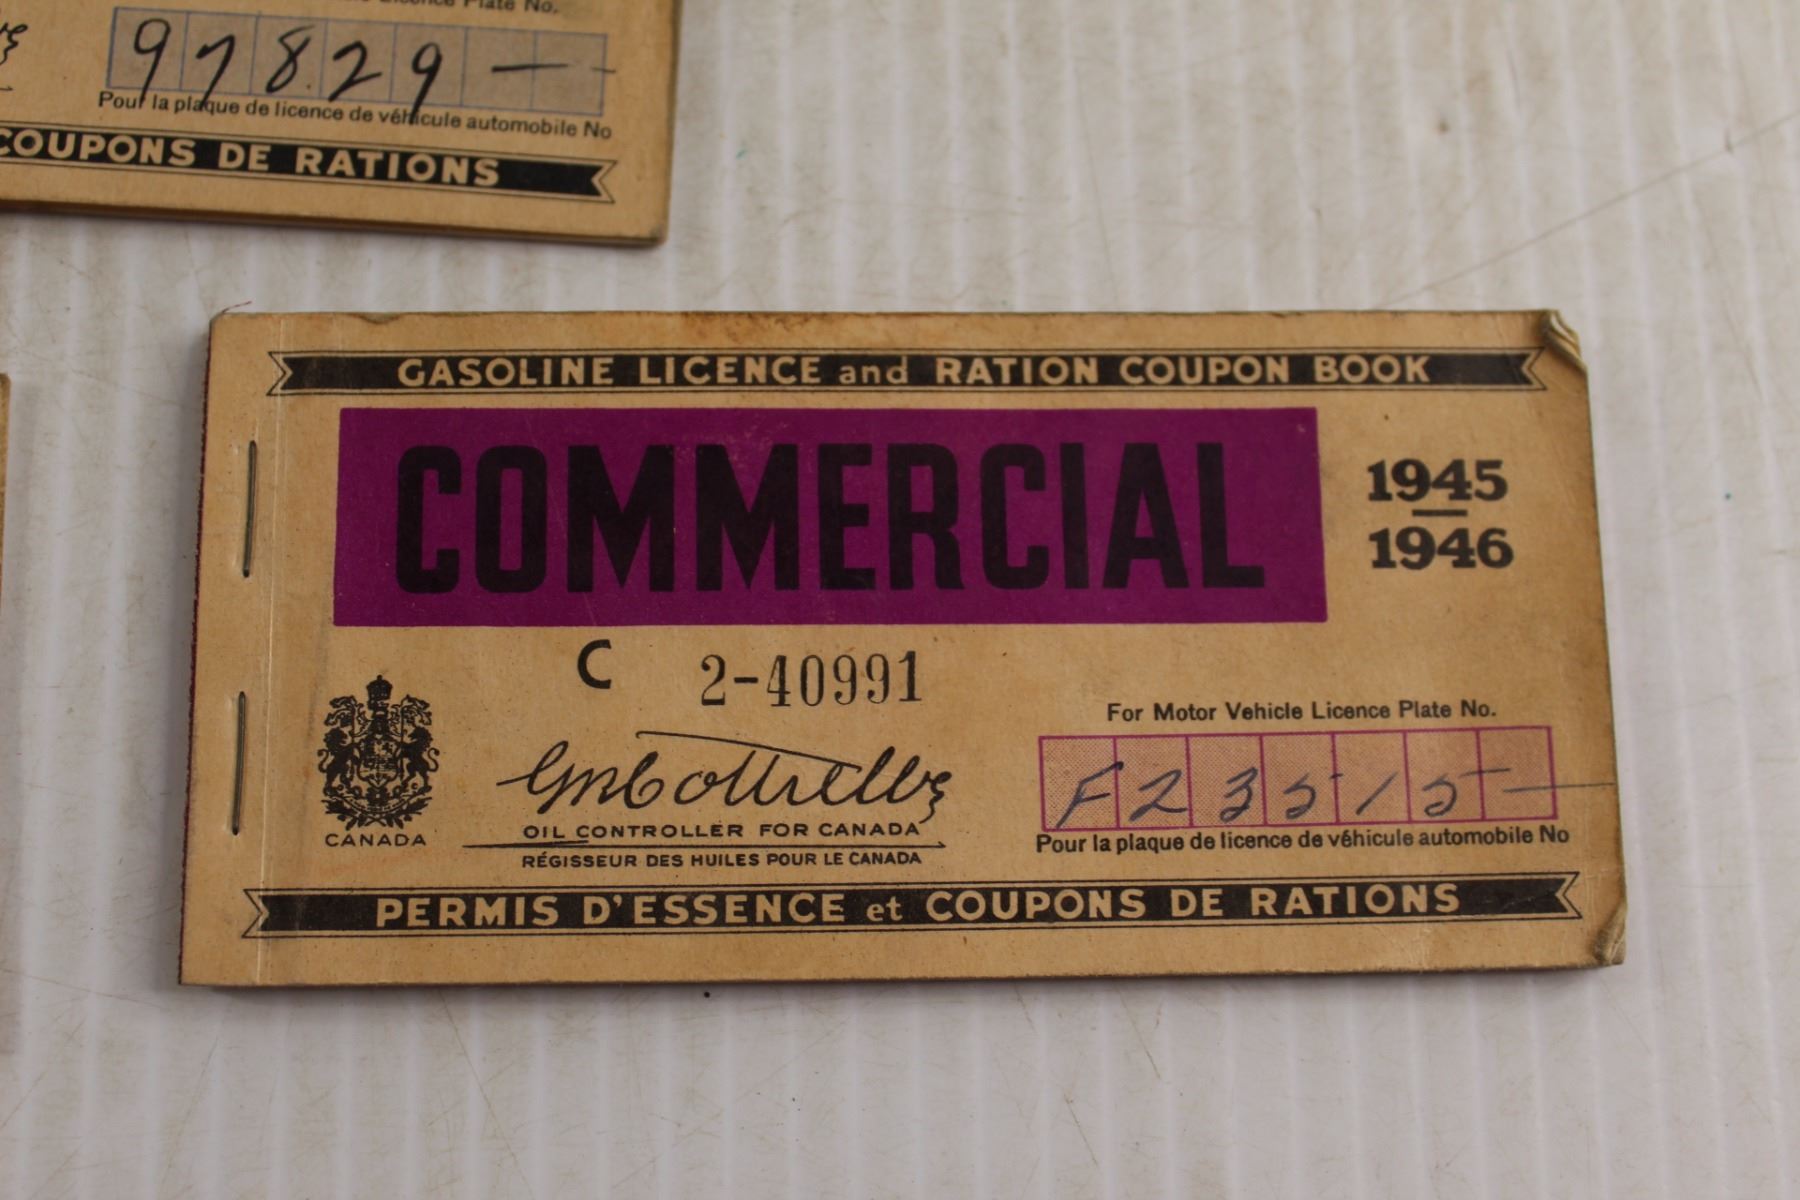 Licence Plate No.
97829 —
Pour la plaque de licence de véhicule automobile No
COUPONS DE RATIONS
GASOLINE LICENCE and RATION COUPON BOOK
COMMERCIAL
1945
1946
C 2-40991
For Motor Vehicle Licence Plate No.
F23515—
Pour la plaque de licence de véhicule automobile No
CANADA
OIL CONTROLLER FOR CANADA
RÉGISSEUR DES HUILES POUR LE CANADA
PERMIS D'ESSENCE et COUPONS DE RATIONS